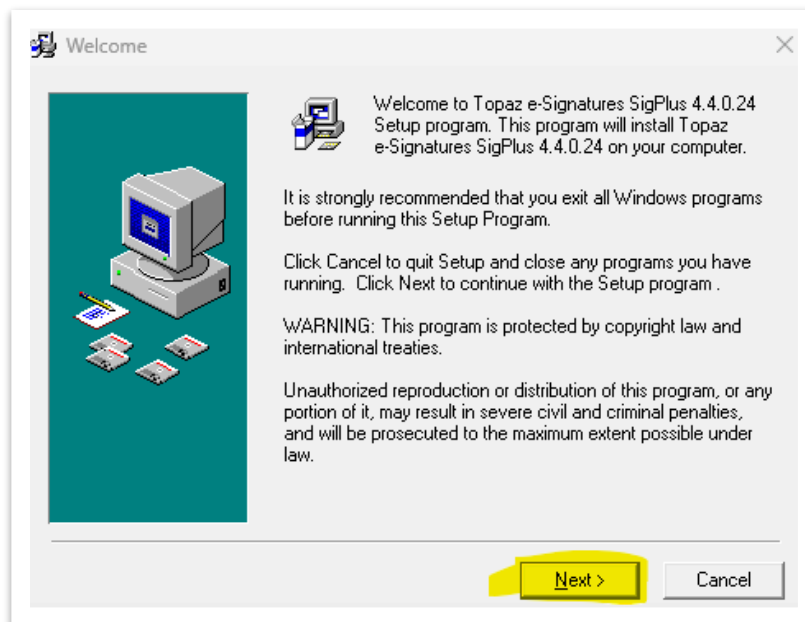 Welcome
Welcome to Topaz e-Signatures SigPlus 4.4.0.24
Setup program. This program will install Topaz
e-Signatures SigPlus 4.4.0.24 on your computer.
It is strongly recommended that you exit all Windows programs
before running this Setup Program.
Click Cancel to quit Setup and close any programs you have
running. Click Next to continue with the Setup program .
WARNING: This program is protected by copyright law and
international treaties.
Unauthorized reproduction or distribution of this program, or any
portion of it, may result in severe civil and criminal penalties,
and will be prosecuted to the maximum extent possible under
law.
Next >
Cancel